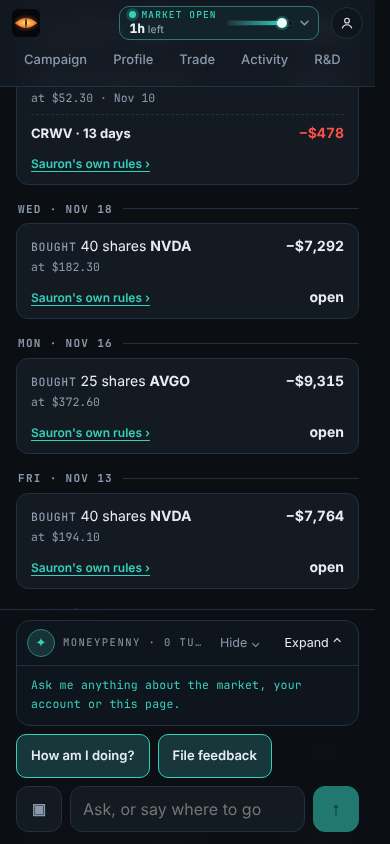 MARKET OPEN
1h left
Campaign Profile Trade Activity R&D
at $52.30 · Nov 10
CRWV · 13 days −$478
Sauron's own rules ›
WED · NOV 18
BOUGHT 40 shares NVDA −$7,292
at $182.30
Sauron's own rules › open
MON · NOV 16
BOUGHT 25 shares AVGO −$9,315
at $372.60
Sauron's own rules › open
FRI · NOV 13
BOUGHT 40 shares NVDA −$7,764
at $194.10
Sauron's own rules › open
MONEYPENNY · 0 TU… Hide Expand
Ask me anything about the market, your
account or this page.
How am I doing? File feedback
Ask, or say where to go